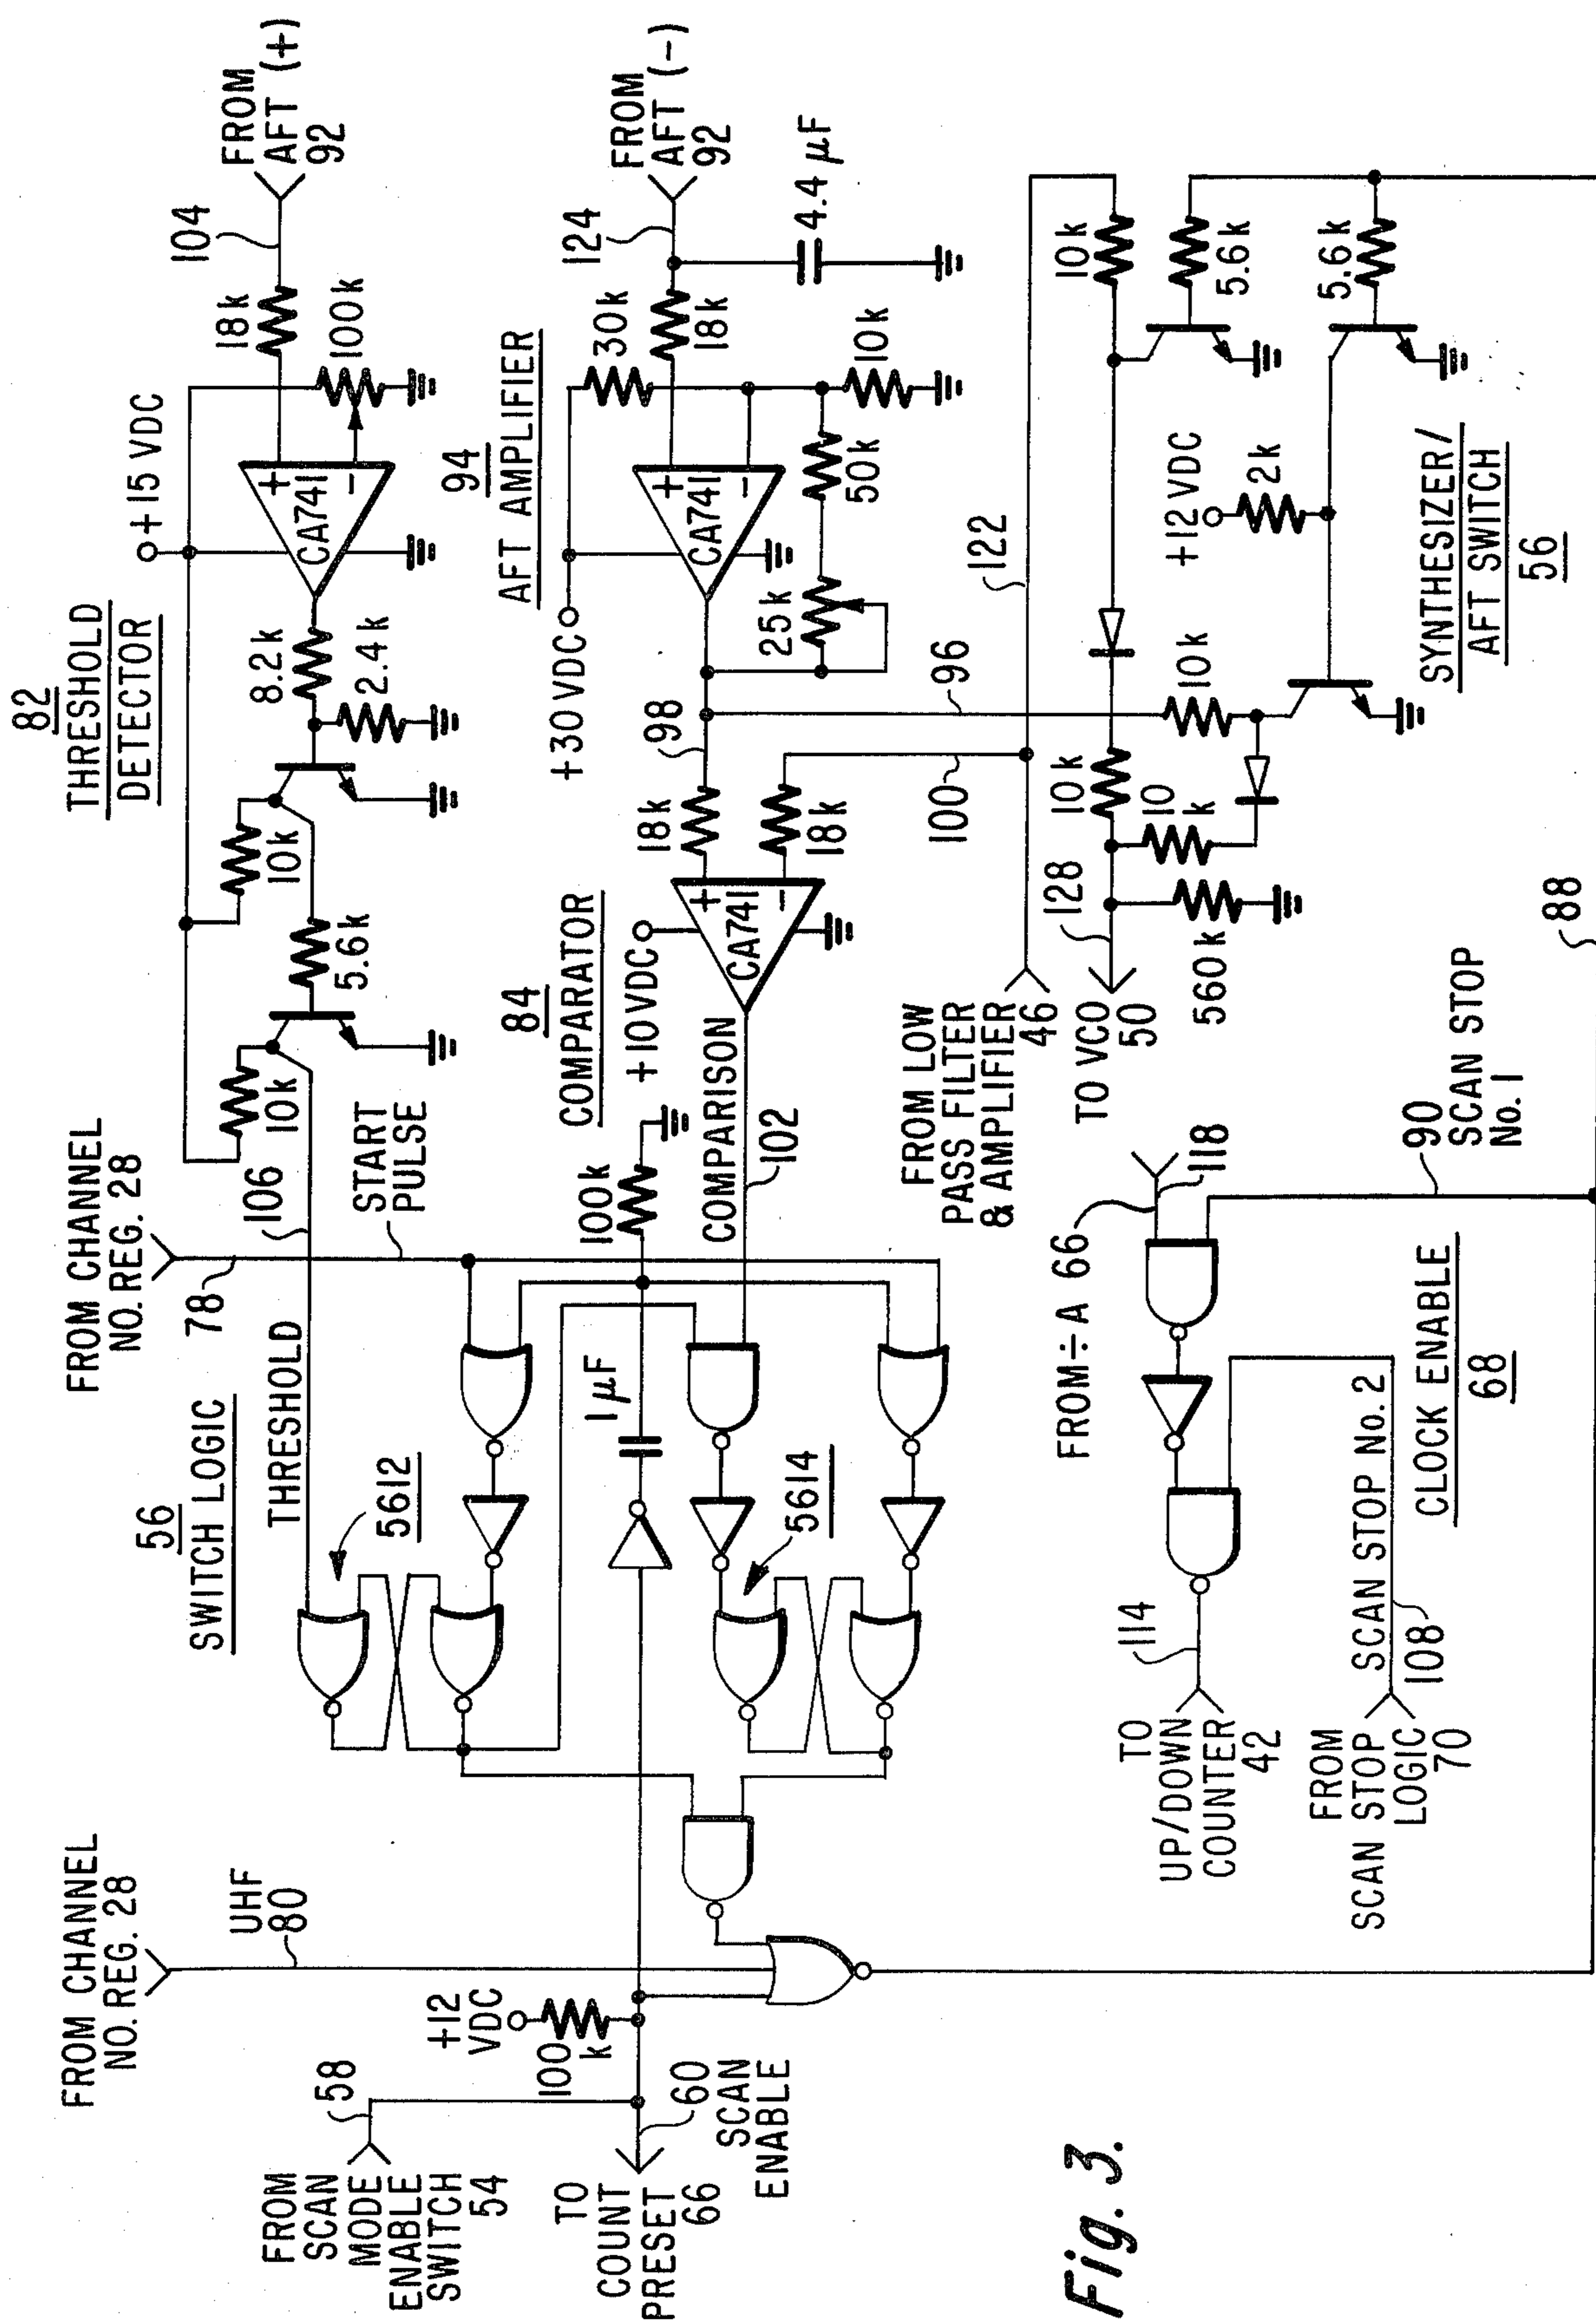 FROM CHANNEL
NO. REG. 28
UHF
80
+12
VDC
100
k
58
FROM
SCAN
MODE
ENABLE
SWITCH
54
TO
COUNT
PRESET
66
60
SCAN
ENABLE
FROM CHANNEL
NO. REG. 28
78
START
PULSE
56
SWITCH LOGIC
THRESHOLD
106
5612
1 μF
5614
100k
82
THRESHOLD
DETECTOR
+15 VDC
10k
5.6k
10k
8.2k
2.4k
CA741
+
-
18k
100k
104
FROM
AFT (+)
92
94
AFT AMPLIFIER
+30 VDC
30k
18k
CA741
+
-
10k
50k
25k
124
FROM
AFT (-)
92
4.4 μF
84
COMPARATOR
+10VDC
CA741
+
-
18k
18k
98
100
96
COMPARISON
102
FROM LOW
PASS FILTER
& AMPLIFIER
46
122
TO VCO
50
128
560k
10k
10
k
10k
10k
5.6k
5.6k
+12 VDC
2k
SYNTHESIZER/
AFT SWITCH
56
88
FROM ÷ A 66
66
118
90
SCAN STOP
No. 1
CLOCK ENABLE
68
114
TO
UP/DOWN
COUNTER
42
FROM
SCAN STOP
LOGIC
70
SCAN STOP No. 2
108
Fig. 3.